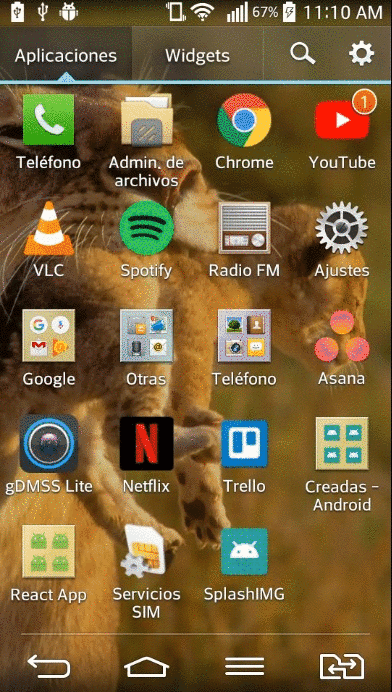 67% 11:10 AM
Aplicaciones Widgets
1
Teléfono Admin. de archivos Chrome YouTube
VLC Spotify Radio FM Ajustes
Google Otras Teléfono Asana
gDMSS Lite Netflix Trello Creadas - Android
React App Servicios SIM SplashIMG